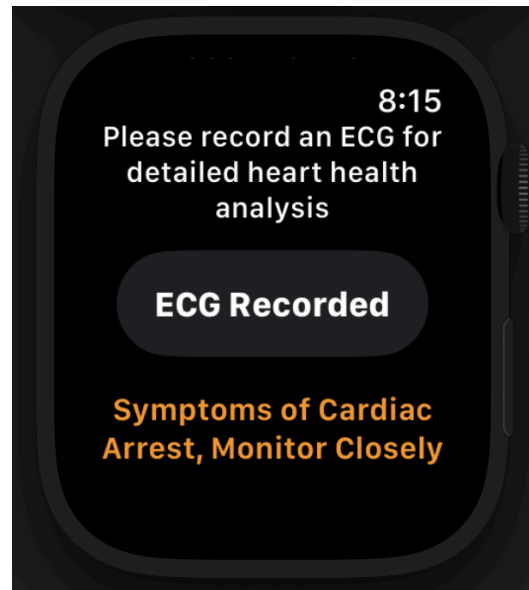 8:15
Please record an ECG for
detailed heart health
analysis
ECG Recorded
Symptoms of Cardiac
Arrest, Monitor Closely